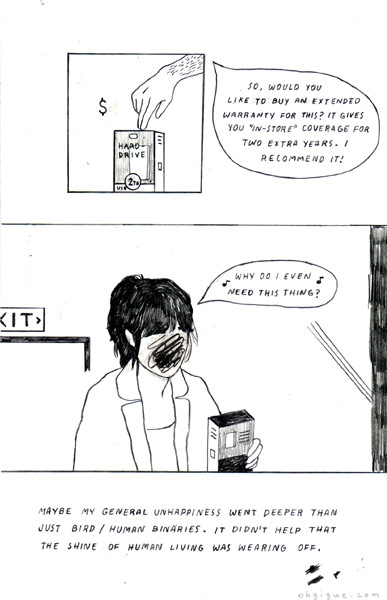 $
SO, WOULD YOU
LIKE TO BUY AN EXTENDED
WARRANTY FOR THIS? IT GIVES
YOU "IN-STORE" COVERAGE FOR
TWO EXTRA YEARS. I
RECOMMEND IT!
HARD-
DRIVE
USB
2TB
♪ WHY DO I EVEN ♪
NEED THIS THING?
XIT>
MAYBE MY GENERAL UNHAPPINESS WENT DEEPER THAN
JUST BIRD / HUMAN BINARIES. IT DIDN'T HELP THAT
THE SHINE OF HUMAN LIVING WAS WEARING OFF.
ohgigue.com